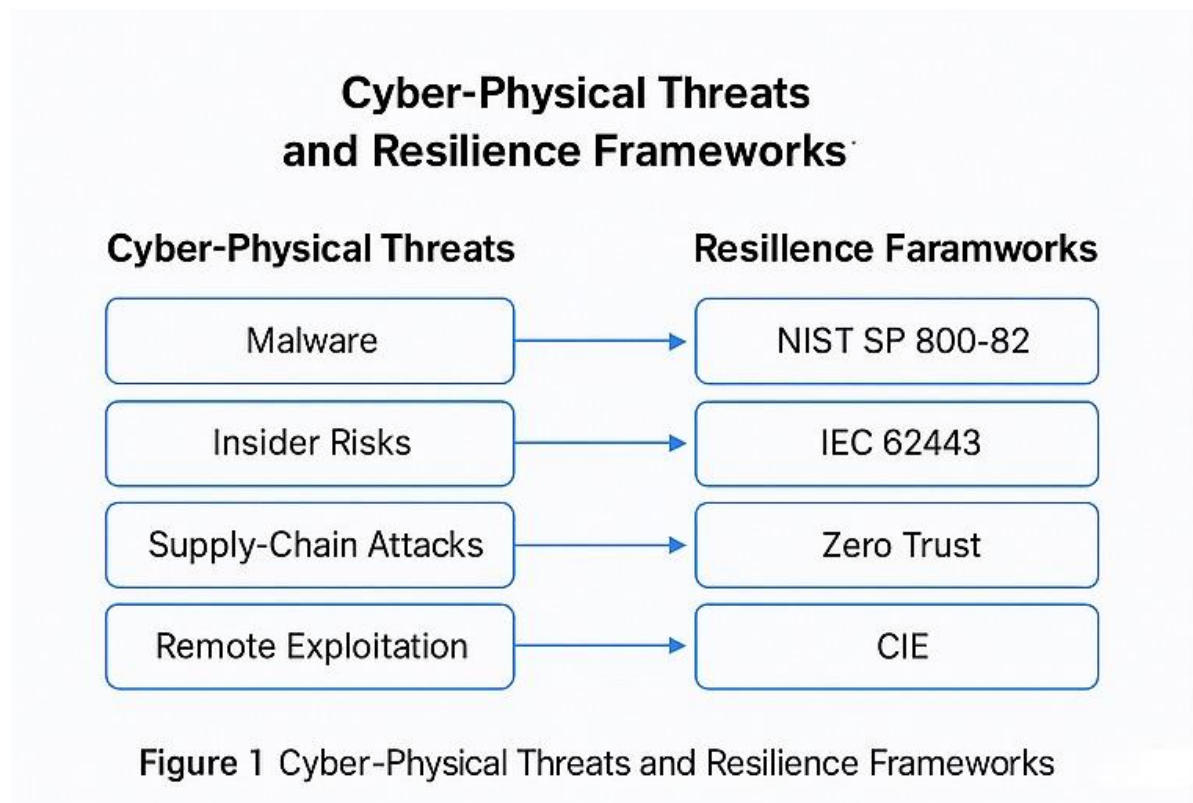 Cyber-Physical Threats
and Resilience Frameworks
Cyber-Physical Threats
Resillence Faramworks
Malware
NIST SP 800-82
Insider Risks
IEC 62443
Supply-Chain Attacks
Zero Trust
Remote Exploitation
CIE
Figure 1 Cyber-Physical Threats and Resilience Frameworks